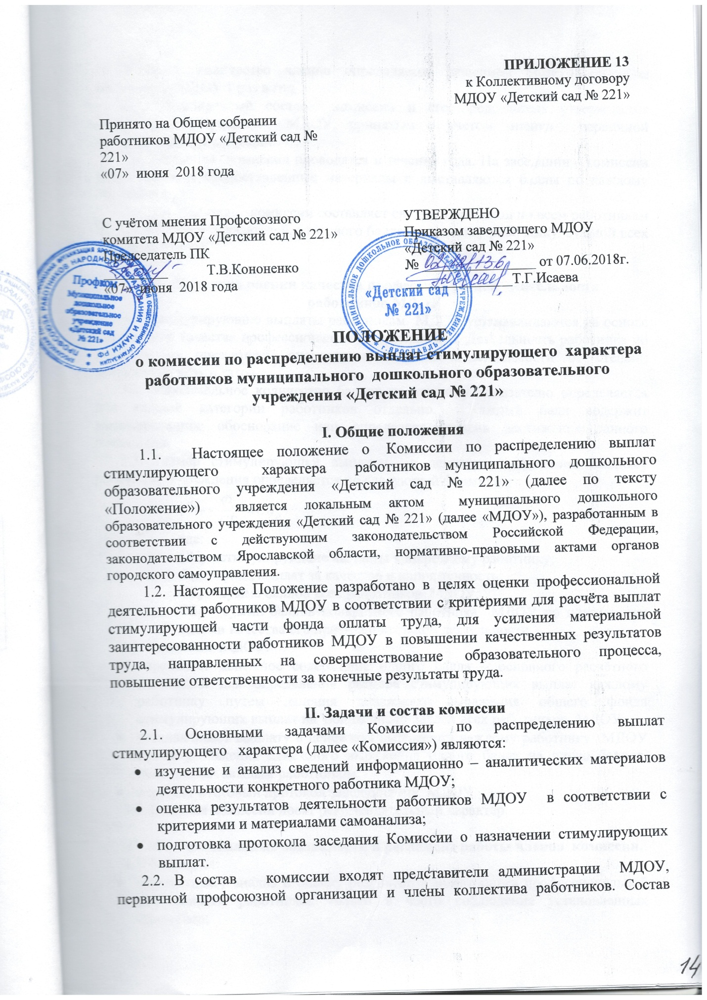 ПРИЛОЖЕНИЕ 13
к Коллективному договору
МДОУ «Детский сад № 221»
Принято на Общем собрании
работников МДОУ «Детский сад №
221»
«07» июня 2018 года
С учётом мнения Профсоюзного
комитета МДОУ «Детский сад № 221»
Председатель ПК
Т.В.Кононенко
«07» июня 2018 года
УТВЕРЖДЕНО
Приказом заведующего МДОУ
«Детский сад № 221»
№ 02-12/136 от 07.06.2018г.
Т.Г.Исаева
Профком
Муниципальное
дошкольное
образовательное
учреждение
«Детский сад
№ 221»
МУНИЦИПАЛЬНОЕ ДОШКОЛЬНОЕ ОБРАЗОВАТЕЛЬНОЕ УЧРЕЖДЕНИЕ * г. ЯРОСЛАВЛЬ *
«Детский сад
№ 221»
ПОЛОЖЕНИЕ
о комиссии по распределению выплат стимулирующего характера
работников муниципального дошкольного образовательного
учреждения «Детский сад № 221»
I. Общие положения
1.1. Настоящее положение о Комиссии по распределению выплат
стимулирующего характера работников муниципального дошкольного
образовательного учреждения «Детский сад № 221» (далее по тексту
«Положение») является локальным актом муниципального дошкольного
образовательного учреждения «Детский сад № 221» (далее «МДОУ»), разработанным в
соответствии с действующим законодательством Российской Федерации,
законодательством Ярославской области, нормативно-правовыми актами органов
городского самоуправления.
1.2. Настоящее Положение разработано в целях оценки профессиональной
деятельности работников МДОУ в соответствии с критериями для расчёта выплат
стимулирующей части фонда оплаты труда, для усиления материальной
заинтересованности работников МДОУ в повышении качественных результатов
труда, направленных на совершенствование образовательного процесса,
повышение ответственности за конечные результаты труда.
II. Задачи и состав комиссии
2.1. Основными задачами Комиссии по распределению выплат
стимулирующего характера (далее «Комиссия») являются:
• изучение и анализ сведений информационно – аналитических материалов
деятельности конкретного работника МДОУ;
• оценка результатов деятельности работников МДОУ в соответствии с
критериями и материалами самоанализа;
• подготовка протокола заседания Комиссии о назначении стимулирующих
выплат.
2.2. В состав комиссии входят представители администрации МДОУ,
первичной профсоюзной организации и члены коллектива работников. Состав
14